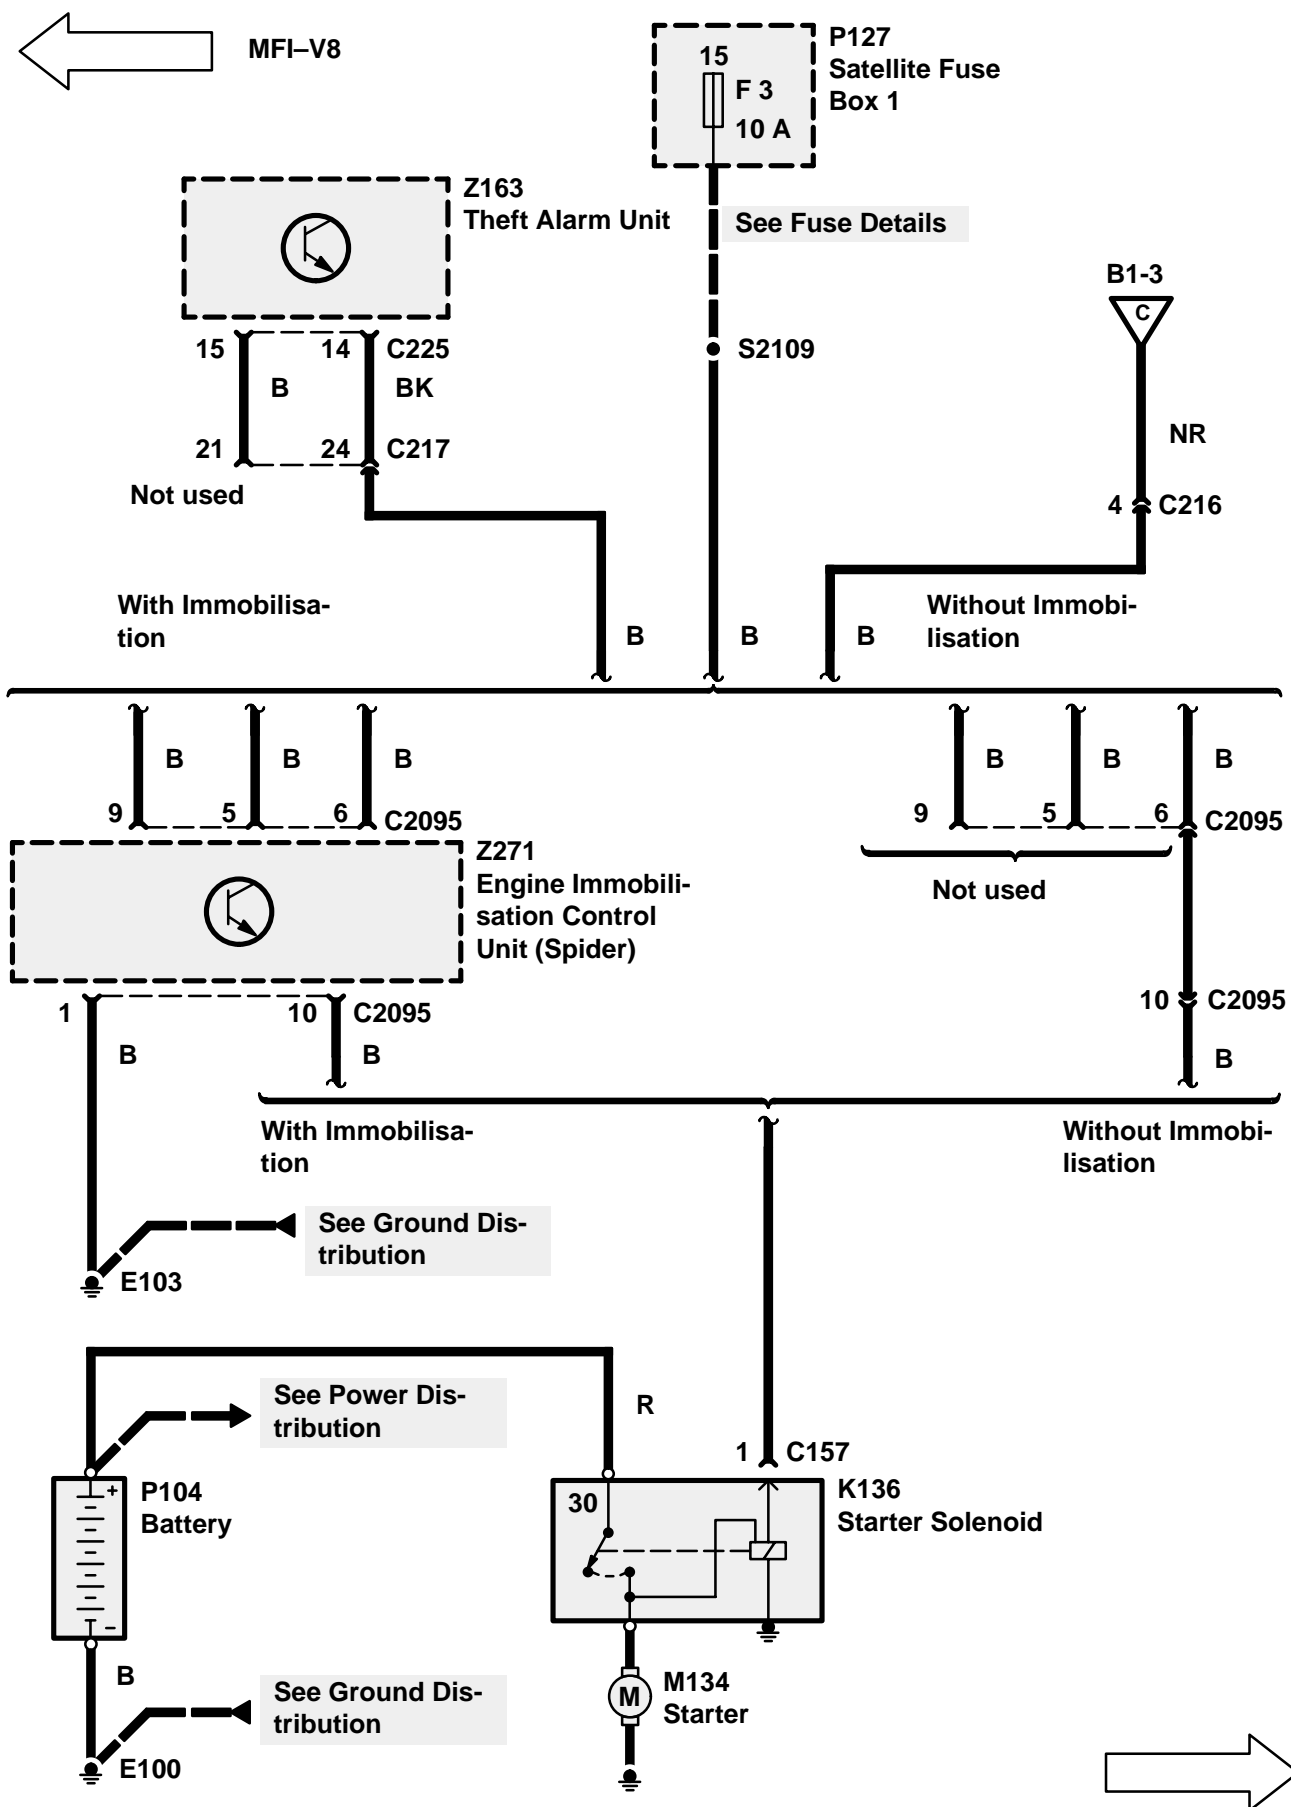 MFI–V8
P127
Satellite Fuse
Box 1
15
F 3
10 A
Z163
Theft Alarm Unit
See Fuse Details
B1-3
C
15
14
C225
S2109
B
BK
21
24
C217
NR
Not used
4
C216
With Immobilisa-
tion
Without Immobi-
lisation
B
B
B
B
B
B
B
B
B
9
5
6
C2095
9
5
6
C2095
Z271
Engine Immobili-
sation Control
Unit (Spider)
Not used
1
10
C2095
10
C2095
B
B
B
With Immobilisa-
tion
Without Immobi-
lisation
See Ground Dis-
tribution
E103
See Power Dis-
tribution
R
1
C157
P104
Battery
+
–
30
K136
Starter Solenoid
B
See Ground Dis-
tribution
M
M134
Starter
E100